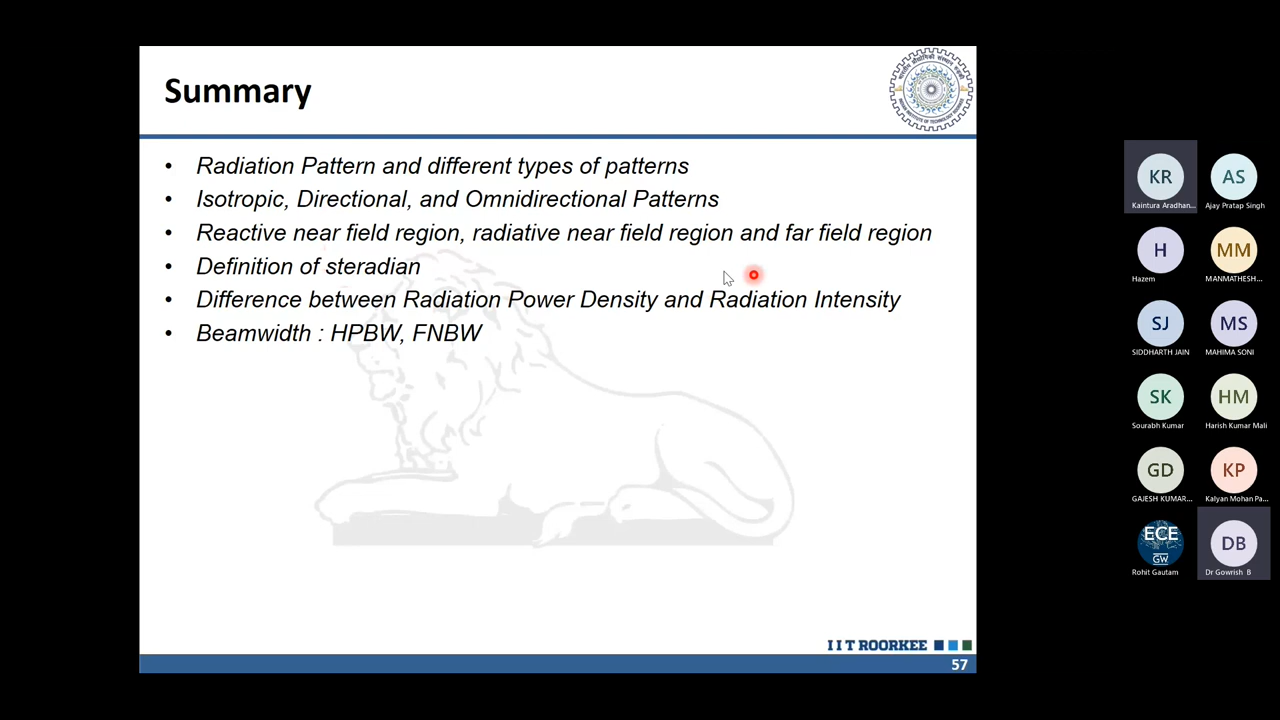 Summary
• Radiation Pattern and different types of patterns
• Isotropic, Directional, and Omnidirectional Patterns
• Reactive near field region, radiative near field region and far field region
• Definition of steradian
• Difference between Radiation Power Density and Radiation Intensity
• Beamwidth : HPBW, FNBW
I I T ROORKEE
57
KR
Kaintura Aradhan...
AS
Ajay Pratap Singh
H
Hazem
MM
MANMATHESH...
SJ
SIDDHARTH JAIN
MS
MAHIMA SONI
SK
Sourabh Kumar
HM
Harish Kumar Mali
GD
GAJESH KUMAR...
KP
Kalyan Mohan Pa...
ECE
GW
Rohit Gautam
DB
Dr Gowrish B